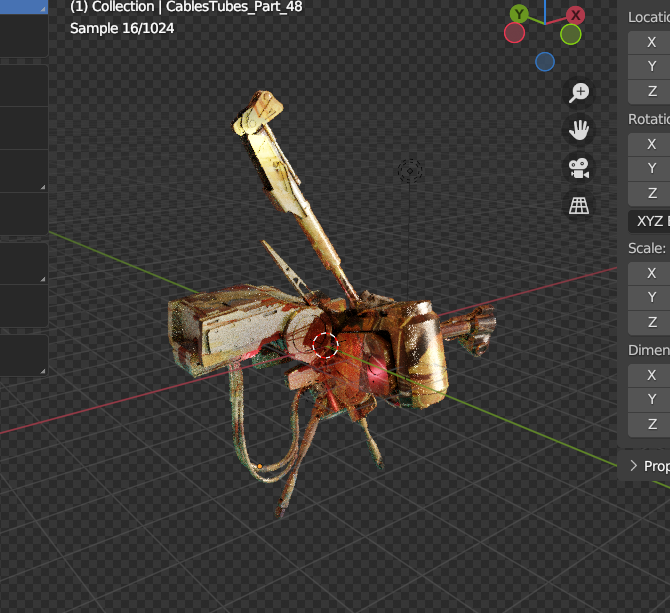 (1) Collection | CablesTubes_Part_48
Sample 16/1024
Y
X
Locatio
X
Y
Z
Rotatio
X
Y
Z
XYZ
Scale:
X
Y
Z
Dimen
X
Y
Z
Prop